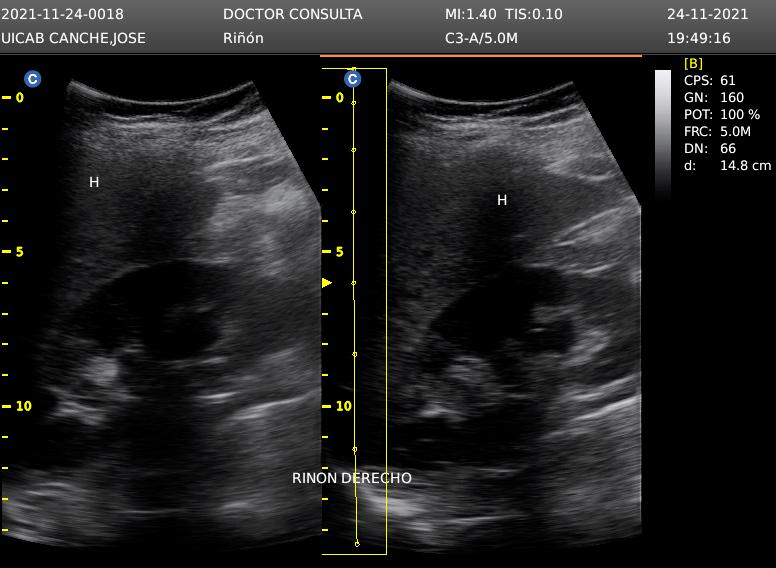 2021-11-24-0018 DOCTOR CONSULTA MI:1.40 TIS:0.10 24-11-2021
UICAB CANCHE,JOSE Riñón C3-A/5.0M 19:49:16
C C [B]
0 0 CPS: 61
GN: 160
POT: 100 %
FRC: 5.0M
DN: 66
d: 14.8 cm
H H
5 5
10 10
RINON DERECHO